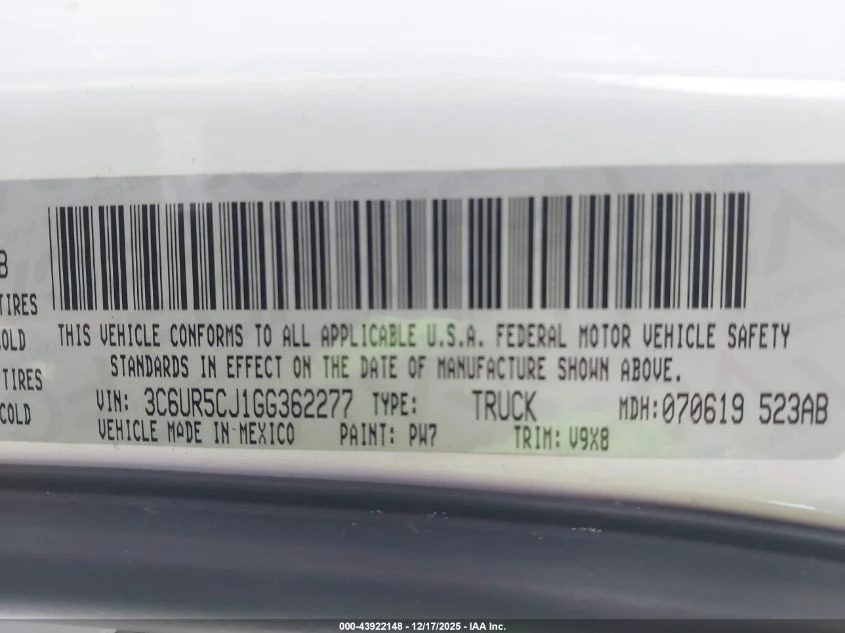 B
TIRES
COLD
TIRES
COLD
THIS VEHICLE CONFORMS TO ALL APPLICABLE U.S.A. FEDERAL MOTOR VEHICLE SAFETY
STANDARDS IN EFFECT ON THE DATE OF MANUFACTURE SHOWN ABOVE.
VIN: 3C6UR5CJ1GG362277 TYPE: TRUCK MDH:070619 523AB
VEHICLE MADE IN MEXICO PAINT: PW7 TRIM: V9X8
000-43922148 - 12/17/2025 - IAA Inc.